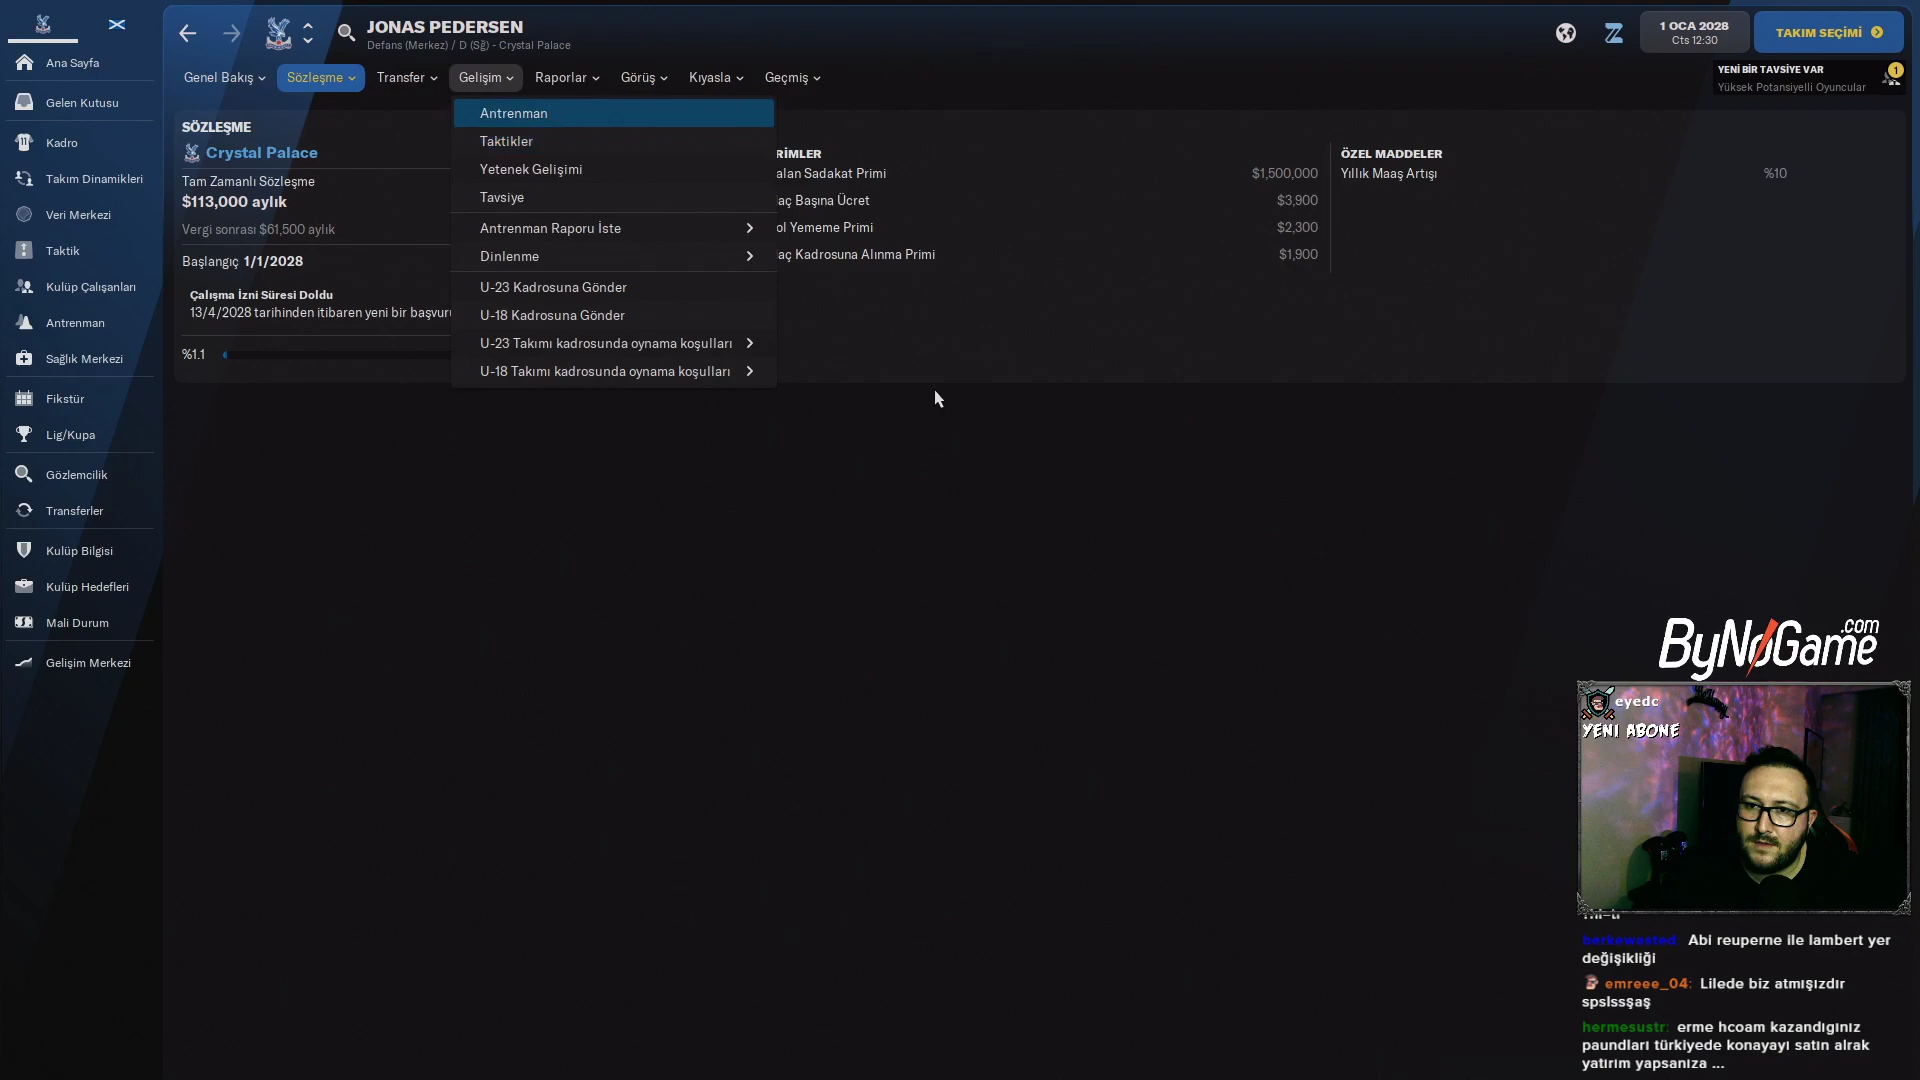 JONAS PEDERSEN
Defans (Merkez) / D (Sğ) - Crystal Palace
1 OCA 2028
Cts 12:30
TAKIM SEÇİMİ
YENİ BİR TAVSİYE VAR
Yüksek Potansiyelli Oyuncular
1
Genel Bakış
Sözleşme
Transfer
Gelişim
Raporlar
Görüş
Kıyasla
Geçmiş
Ana Sayfa
Gelen Kutusu
Kadro
Takım Dinamikleri
Veri Merkezi
Taktik
Kulüp Çalışanları
Antrenman
Sağlık Merkezi
Fikstür
Lig/Kupa
Gözlemcilik
Transferler
Kulüp Bilgisi
Kulüp Hedefleri
Mali Durum
Gelişim Merkezi
SÖZLEŞME
Crystal Palace
Tam Zamanlı Sözleşme
$113,000 aylık
Vergi sonrası $61,500 aylık
Başlangıç 1/1/2028
Çalışma İzni Süresi Doldu
13/4/2028 tarihinden itibaren yeni bir başvuru
%1.1
Antrenman
Taktikler
Yetenek Gelişimi
Tavsiye
Antrenman Raporu İste
Dinlenme
U-23 Kadrosuna Gönder
U-18 Kadrosuna Gönder
U-23 Takımı kadrosunda oynama koşulları
U-18 Takımı kadrosunda oynama koşulları
RİMLER
alan Sadakat Primi $1,500,000
aç Başına Ücret $3,900
ol Yememe Primi $2,300
aç Kadrosuna Alınma Primi $1,900
ÖZEL MADDELER
Yıllık Maaş Artışı %10
ByNoGame.com
eyedc
YENI ABONE
berkewasted: Abi reuperne ile lambert yer
değişikliği
emreee_04: Lilede biz atmışızdır
spslssşaş
hermesustr: erme hcoam kazandıgınız
paundları türkiyede konayayı satın alrak
yatırım yapsanıza ...